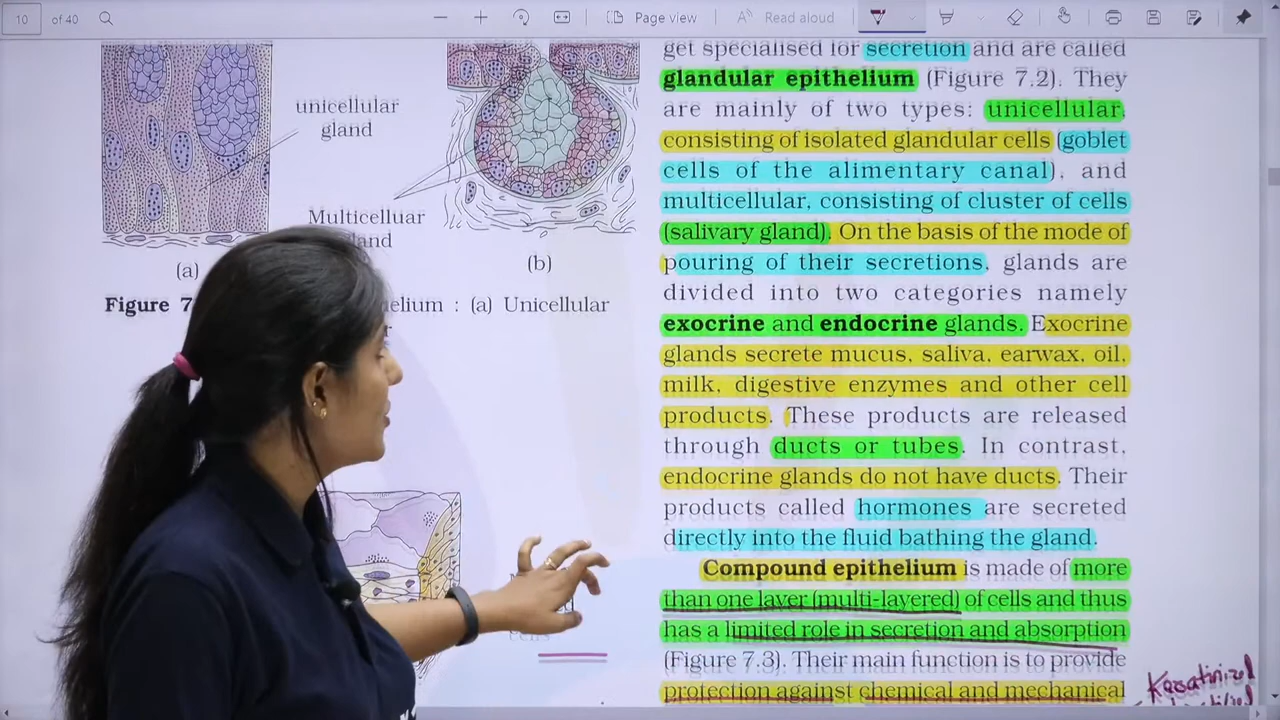 10 of 40
Page view
Read aloud
unicellular
gland
Multicelluar
(a)
(b)
Figure 7
elium : (a) Unicellular
cells
get specialised for secretion and are called
glandular epithelium (Figure 7.2). They
are mainly of two types: unicellular,
consisting of isolated glandular cells (goblet
cells of the alimentary canal), and
multicellular, consisting of cluster of cells
(salivary gland). On the basis of the mode of
pouring of their secretions, glands are
divided into two categories namely
exocrine and endocrine glands. Exocrine
glands secrete mucus, saliva, earwax, oil,
milk, digestive enzymes and other cell
products. These products are released
through ducts or tubes. In contrast,
endocrine glands do not have ducts. Their
products called hormones are secreted
directly into the fluid bathing the gland.
Compound epithelium is made of more
than one layer (multi-layered) of cells and thus
has a limited role in secretion and absorption
(Figure 7.3). Their main function is to provide
protection against chemical and mechanical